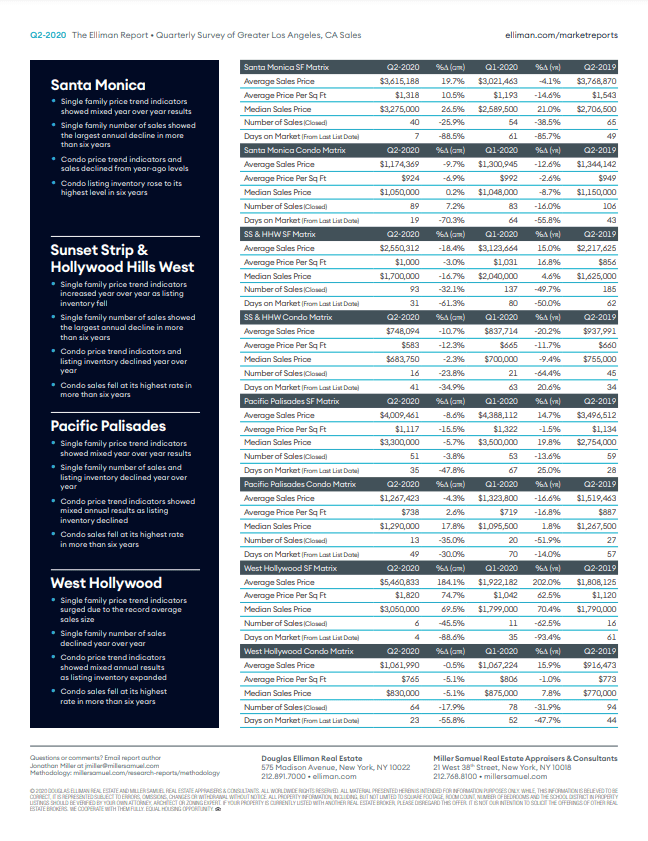 Q2-2020 The Elliman Report • Quarterly Survey of Greater Los Angeles, CA Sales
elliman.com/marketreports
Santa Monica
• Single family price trend indicators
showed mixed year over year results
• Single family number of sales showed
the largest annual decline in more
than six years
• Condo price trend indicators and
sales declined from year-ago levels
• Condo listing inventory rose to its
highest level in six years
Sunset Strip &
Hollywood Hills West
• Single family price trend indicators
increased year over year as listing
inventory fell
• Single family number of sales showed
the largest annual decline in more
than six years
• Condo price trend indicators and
listing inventory declined year over
year
• Condo sales fell at its highest rate in
more than six years
Pacific Palisades
• Single family price trend indicators
showed mixed year over year results
• Single family number of sales and
listing inventory declined year over
year
• Condo price trend indicators showed
mixed annual results as listing
inventory declined
• Condo sales fell at its highest rate
in more than six years
West Hollywood
• Single family price trend indicators
surged due to the record average
sales size
• Single family number of sales
declined year over year
• Condo price trend indicators
showed mixed annual results
as listing inventory expanded
• Condo sales fell at its highest
rate in more than six years
Santa Monica SF Matrix Q2-2020 %Δ (QTR) Q1-2020 %Δ (YR) Q2-2019
Average Sales Price $3,615,188 19.7% $3,021,463 -4.1% $3,768,870
Average Price Per Sq Ft $1,318 10.5% $1,193 -14.6% $1,543
Median Sales Price $3,275,000 26.5% $2,589,500 21.0% $2,706,500
Number of Sales (Closed) 40 -25.9% 54 -38.5% 65
Days on Market (From Last List Date) 7 -88.5% 61 -85.7% 49
Santa Monica Condo Matrix Q2-2020 %Δ (QTR) Q1-2020 %Δ (YR) Q2-2019
Average Sales Price $1,174,369 -9.7% $1,300,945 -12.6% $1,344,142
Average Price Per Sq Ft $924 -6.9% $992 -2.6% $949
Median Sales Price $1,050,000 0.2% $1,048,000 -8.7% $1,150,000
Number of Sales (Closed) 89 7.2% 83 -16.0% 106
Days on Market (From Last List Date) 19 -70.3% 64 -55.8% 43
SS & HHW SF Matrix Q2-2020 %Δ (QTR) Q1-2020 %Δ (YR) Q2-2019
Average Sales Price $2,550,312 -18.4% $3,123,664 15.0% $2,217,625
Average Price Per Sq Ft $1,000 -3.0% $1,031 16.8% $856
Median Sales Price $1,700,000 -16.7% $2,040,000 4.6% $1,625,000
Number of Sales (Closed) 93 -32.1% 137 -49.7% 185
Days on Market (From Last List Date) 31 -61.3% 80 -50.0% 62
SS & HHW Condo Matrix Q2-2020 %Δ (QTR) Q1-2020 %Δ (YR) Q2-2019
Average Sales Price $748,094 -10.7% $837,714 -20.2% $937,991
Average Price Per Sq Ft $583 -12.3% $665 -11.7% $660
Median Sales Price $683,750 -2.3% $700,000 -9.4% $755,000
Number of Sales (Closed) 16 -23.8% 21 -64.4% 45
Days on Market (From Last List Date) 41 -34.9% 63 20.6% 34
Pacific Palisades SF Matrix Q2-2020 %Δ (QTR) Q1-2020 %Δ (YR) Q2-2019
Average Sales Price $4,009,461 -8.6% $4,388,112 14.7% $3,496,512
Average Price Per Sq Ft $1,117 -15.5% $1,322 -1.5% $1,134
Median Sales Price $3,300,000 -5.7% $3,500,000 19.8% $2,754,000
Number of Sales (Closed) 51 -3.8% 53 -13.6% 59
Days on Market (From Last List Date) 35 -47.8% 67 25.0% 28
Pacific Palisades Condo Matrix Q2-2020 %Δ (QTR) Q1-2020 %Δ (YR) Q2-2019
Average Sales Price $1,267,423 -4.3% $1,323,800 -16.6% $1,519,463
Average Price Per Sq Ft $738 2.6% $719 -16.8% $887
Median Sales Price $1,290,000 17.8% $1,095,500 1.8% $1,267,500
Number of Sales (Closed) 13 -35.0% 20 -51.9% 27
Days on Market (From Last List Date) 49 -30.0% 70 -14.0% 57
West Hollywood SF Matrix Q2-2020 %Δ (QTR) Q1-2020 %Δ (YR) Q2-2019
Average Sales Price $5,460,833 184.1% $1,922,182 202.0% $1,808,125
Average Price Per Sq Ft $1,820 74.7% $1,042 62.5% $1,120
Median Sales Price $3,050,000 69.5% $1,799,000 70.4% $1,790,000
Number of Sales (Closed) 6 -45.5% 11 -62.5% 16
Days on Market (From Last List Date) 4 -88.6% 35 -93.4% 61
West Hollywood Condo Matrix Q2-2020 %Δ (QTR) Q1-2020 %Δ (YR) Q2-2019
Average Sales Price $1,061,990 -0.5% $1,067,224 15.9% $916,473
Average Price Per Sq Ft $765 -5.1% $806 -1.0% $773
Median Sales Price $830,000 -5.1% $875,000 7.8% $770,000
Number of Sales (Closed) 64 -17.9% 78 -31.9% 94
Days on Market (From Last List Date) 23 -55.8% 52 -47.7% 44
Questions or comments? Email report author
Jonathan Miller at jmiller@millersamuel.com
Methodology: millersamuel.com/research-reports/methodology
Douglas Elliman Real Estate
575 Madison Avenue, New York, NY 10022
212.891.7000 • elliman.com
Miller Samuel Real Estate Appraisers & Consultants
21 West 38th Street, New York, NY 10018
212.768.8100 • millersamuel.com
© 2020 DOUGLAS ELLIMAN REAL ESTATE AND MILLER SAMUEL REAL ESTATE APPRAISERS & CONSULTANTS. ALL WORLDWIDE RIGHTS RESERVED. ALL MATERIAL PRESENTED HEREIN IS INTENDED FOR INFORMATION PURPOSES ONLY. WHILE, THIS INFORMATION IS BELIEVED TO BE
CORRECT, IT IS REPRESENTED SUBJECT TO ERRORS, OMISSIONS, CHANGES OR WITHDRAWAL WITHOUT NOTICE. ALL PROPERTY INFORMATION, INCLUDING, BUT NOT LIMITED TO SQUARE FOOTAGE, ROOM COUNT, NUMBER OF BEDROOMS AND THE SCHOOL DISTRICT IN PROPERTY
LISTINGS SHOULD BE VERIFIED BY YOUR OWN ATTORNEY, ARCHITECT OR ZONING EXPERT. IF YOUR PROPERTY IS CURRENTLY LISTED WITH ANOTHER REAL ESTATE BROKER, PLEASE DISREGARD THIS OFFER. IT IS NOT OUR INTENTION TO SOLICIT THE OFFERINGS OF OTHER REAL
ESTATE BROKERS. WE COOPERATE WITH THEM FULLY. EQUAL HOUSING OPPORTUNITY.